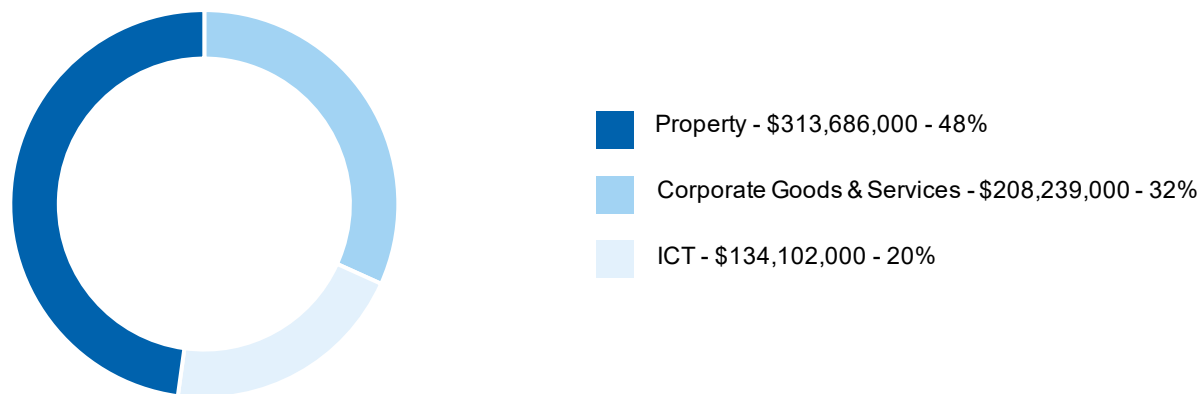 Property - $313,686,000 - 48%
Corporate Goods & Services - $208,239,000 - 32%
ICT - $134,102,000 - 20%